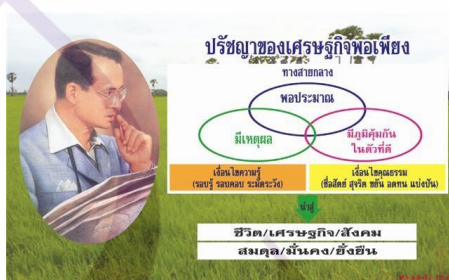 ปรัชญาของเศรษฐกิจพอเพียง
ทางสายกลาง
พอประมาณ
มีเหตุผล
มีภูมิคุ้มกัน
ในตัวที่ดี
เงื่อนไขความรู้
(รอบรู้ รอบคอบ ระมัดระวัง)
เงื่อนไขคุณธรรม
(ซื่อสัตย์ สุจริต ขยัน อดทน แบ่งปัน)
นำสู่
ชีวิต/เศรษฐกิจ/สังคม
สมดุล/มั่นคง/ยั่งยืน